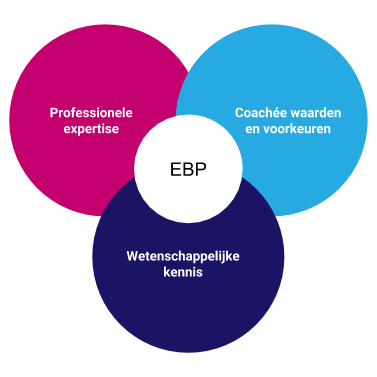 Professionele
expertise
Coachée waarden
en voorkeuren
EBP
Wetenschappelijke
kennis